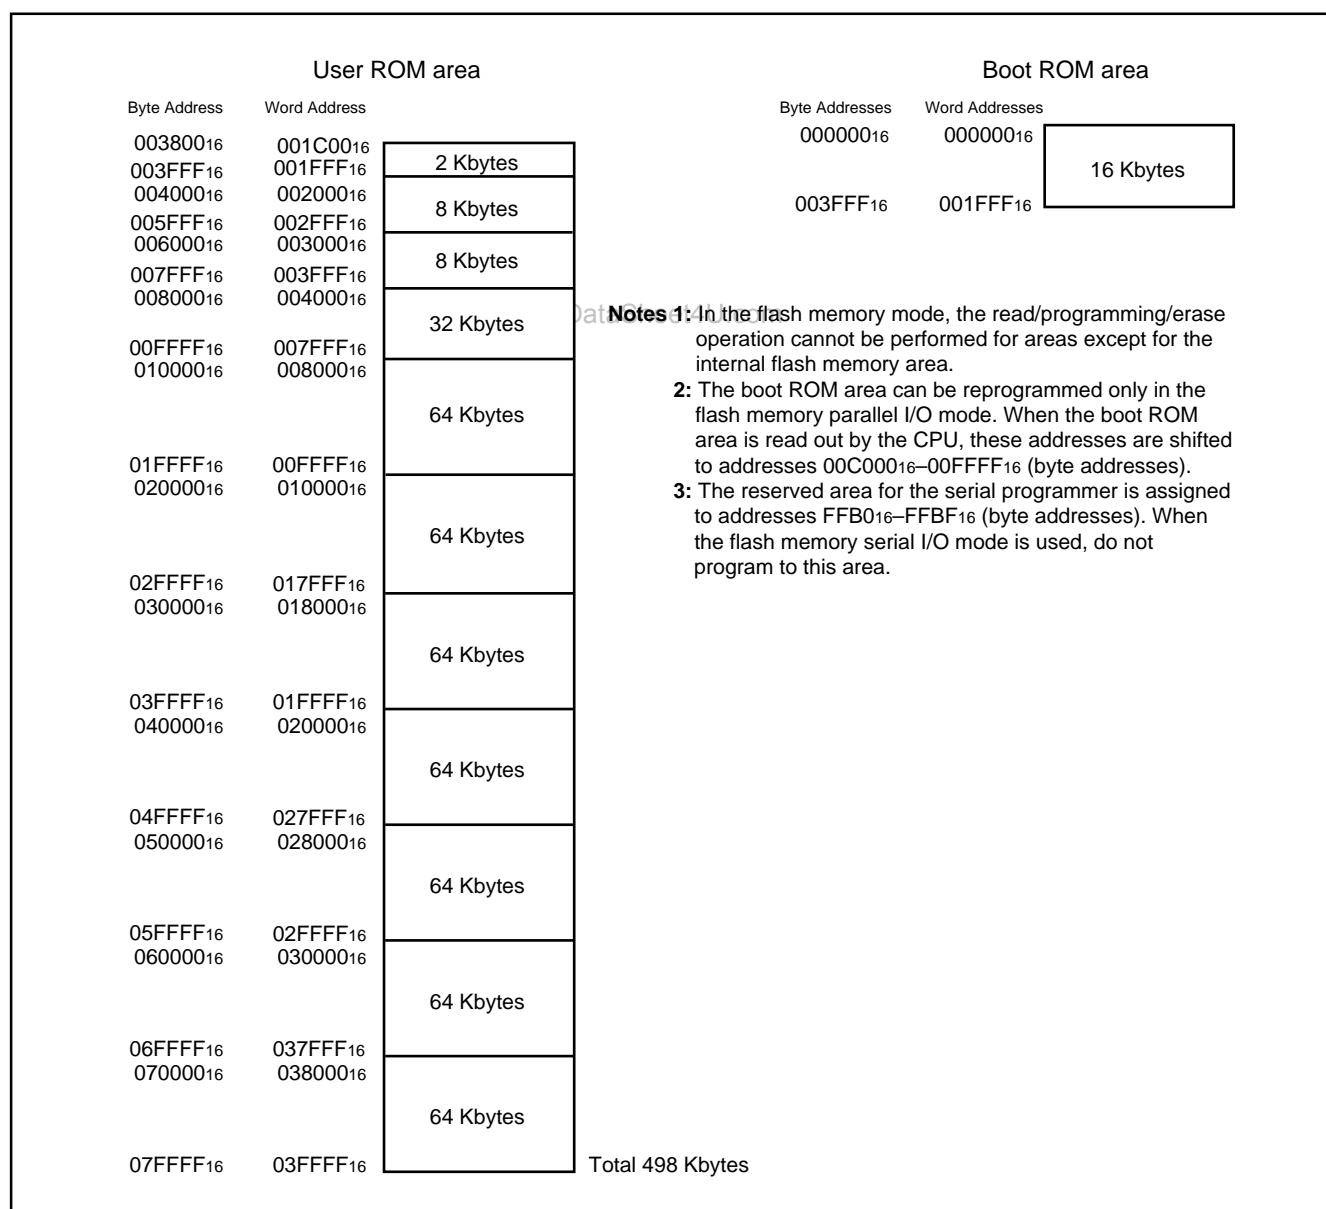 User ROM area
Byte Address Word Address
00380016 001C0016
2 Kbytes
003FFF16 001FFF16
00400016 00200016
8 Kbytes
005FFF16 002FFF16
00600016 00300016
8 Kbytes
007FFF16 003FFF16
00800016 00400016
32 Kbytes
00FFFF16 007FFF16
01000016 00800016
64 Kbytes
01FFFF16 00FFFF16
02000016 01000016
64 Kbytes
02FFFF16 017FFF16
03000016 01800016
64 Kbytes
03FFFF16 01FFFF16
04000016 02000016
64 Kbytes
04FFFF16 027FFF16
05000016 02800016
64 Kbytes
05FFFF16 02FFFF16
06000016 03000016
64 Kbytes
06FFFF16 037FFF16
07000016 03800016
64 Kbytes
07FFFF16 03FFFF16
Total 498 Kbytes
Boot ROM area
Byte Addresses Word Addresses
00000016 00000016
16 Kbytes
003FFF16 001FFF16
DataSheet4U.com
Notes 1: In the flash memory mode, the read/programming/erase
operation cannot be performed for areas except for the
internal flash memory area.
2: The boot ROM area can be reprogrammed only in the
flash memory parallel I/O mode. When the boot ROM
area is read out by the CPU, these addresses are shifted
to addresses 00C00016–00FFFF16 (byte addresses).
3: The reserved area for the serial programmer is assigned
to addresses FFB016–FFBF16 (byte addresses). When
the flash memory serial I/O mode is used, do not
program to this area.